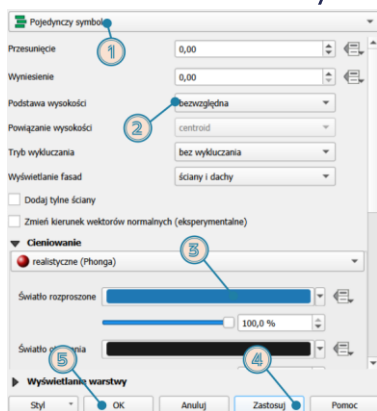 Pojedynczy symbol
1
Przesunięcie 0,00
Wyniesienie 0,00
Podstawa wysokości bezwzględna
2
Powiązanie wysokości centroid
Tryb wykluczania bez wykluczania
Wyświetlanie fasad ściany i dachy
Dodaj tylne ściany
Zmień kierunek wektorów normalnych (eksperymentalne)
Cieniowanie
3
realistyczne (Phonga)
Światło rozproszone
100,0 %
Światło
5 4
Wyświetlanie warstwy
Styl OK Anuluj Zastosuj Pomoc